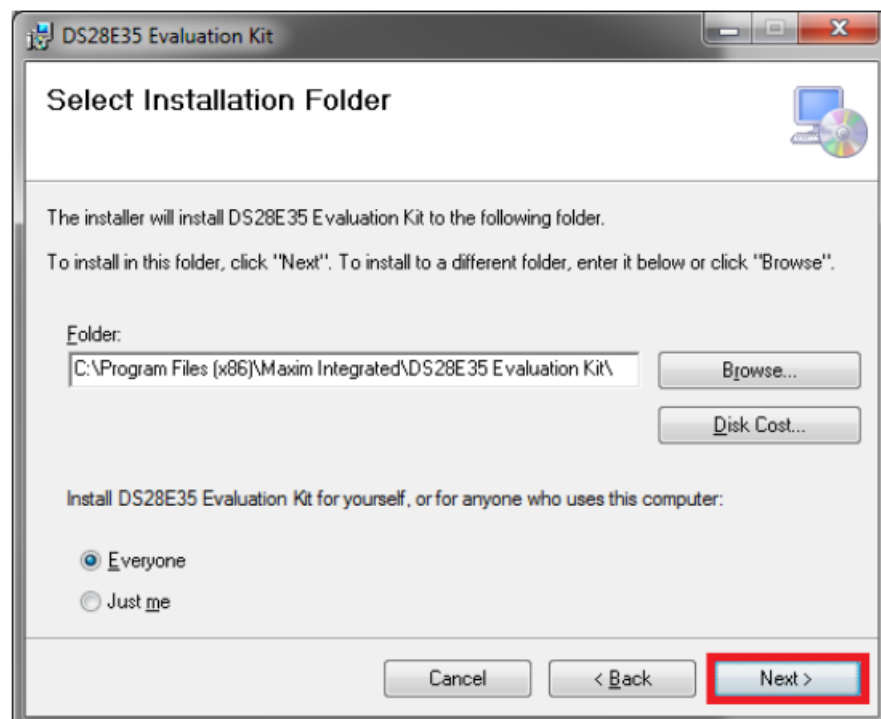 DS28E35 Evaluation Kit
Select Installation Folder
The installer will install DS28E35 Evaluation Kit to the following folder.
To install in this folder, click "Next". To install to a different folder, enter it below or click "Browse".
Folder:
C:\Program Files (x86)\Maxim Integrated\DS28E35 Evaluation Kit\
Browse...
Disk Cost...
Install DS28E35 Evaluation Kit for yourself, or for anyone who uses this computer:
Everyone
Just me
Cancel
< Back
Next >